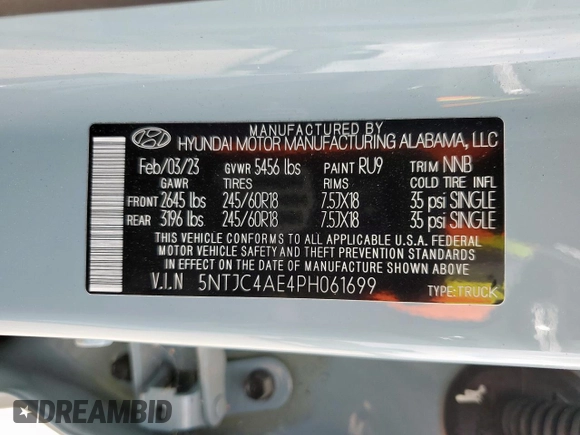 MANUFACTURED BY
HYUNDAI MOTOR MANUFACTURING ALABAMA, LLC
Feb/03/23 GVWR 5456 lbs PAINT RU9 TRIM NNB
GAWR TIRES RIMS COLD TIRE INFL
FRONT 2645 lbs 245/60R18 7.5JX18 35 psi SINGLE
REAR 3196 lbs 245/60R18 7.5JX18 35 psi SINGLE
THIS VEHICLE CONFORMS TO ALL APPLICABLE U.S.A. FEDERAL
MOTOR VEHICLE SAFETY AND THEFT PREVENTION STANDARDS
IN EFFECT ON THE DATE OF MANUFACTURE SHOWN ABOVE.
V.I.N 5NTJC4AE4PH061699 TYPE:TRUCK
DREAMBID